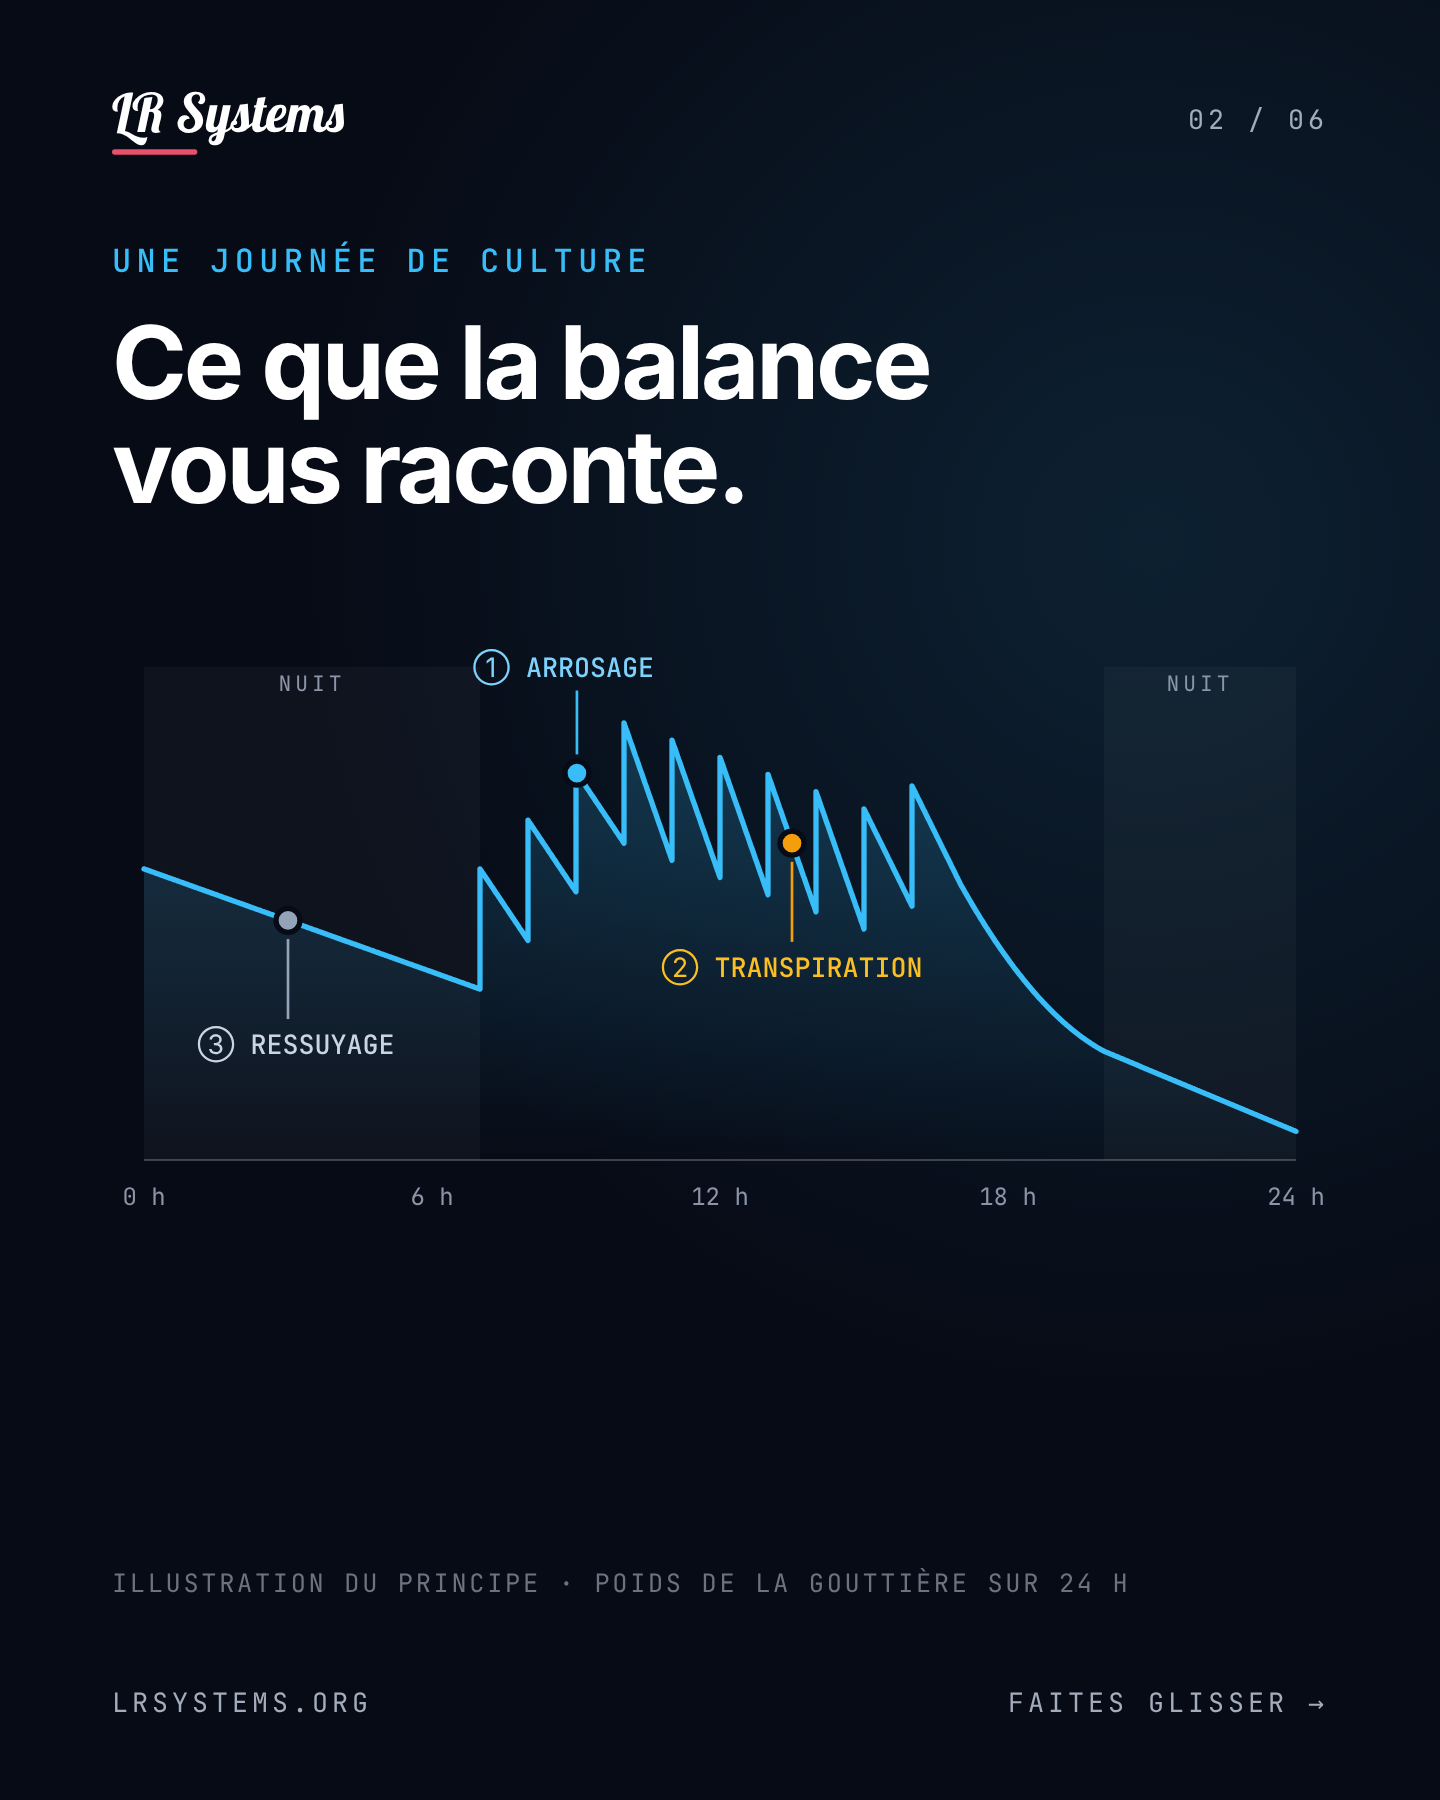 LR Systems
02 / 06
UNE JOURNÉE DE CULTURE
Ce que la balance
vous raconte.
① ARROSAGE
NUIT
NUIT
② TRANSPIRATION
③ RESSUYAGE
0 h
6 h
12 h
18 h
24 h
ILLUSTRATION DU PRINCIPE · POIDS DE LA GOUTTIÈRE SUR 24 H
LRSYSTEMS.ORG
FAITES GLISSER →